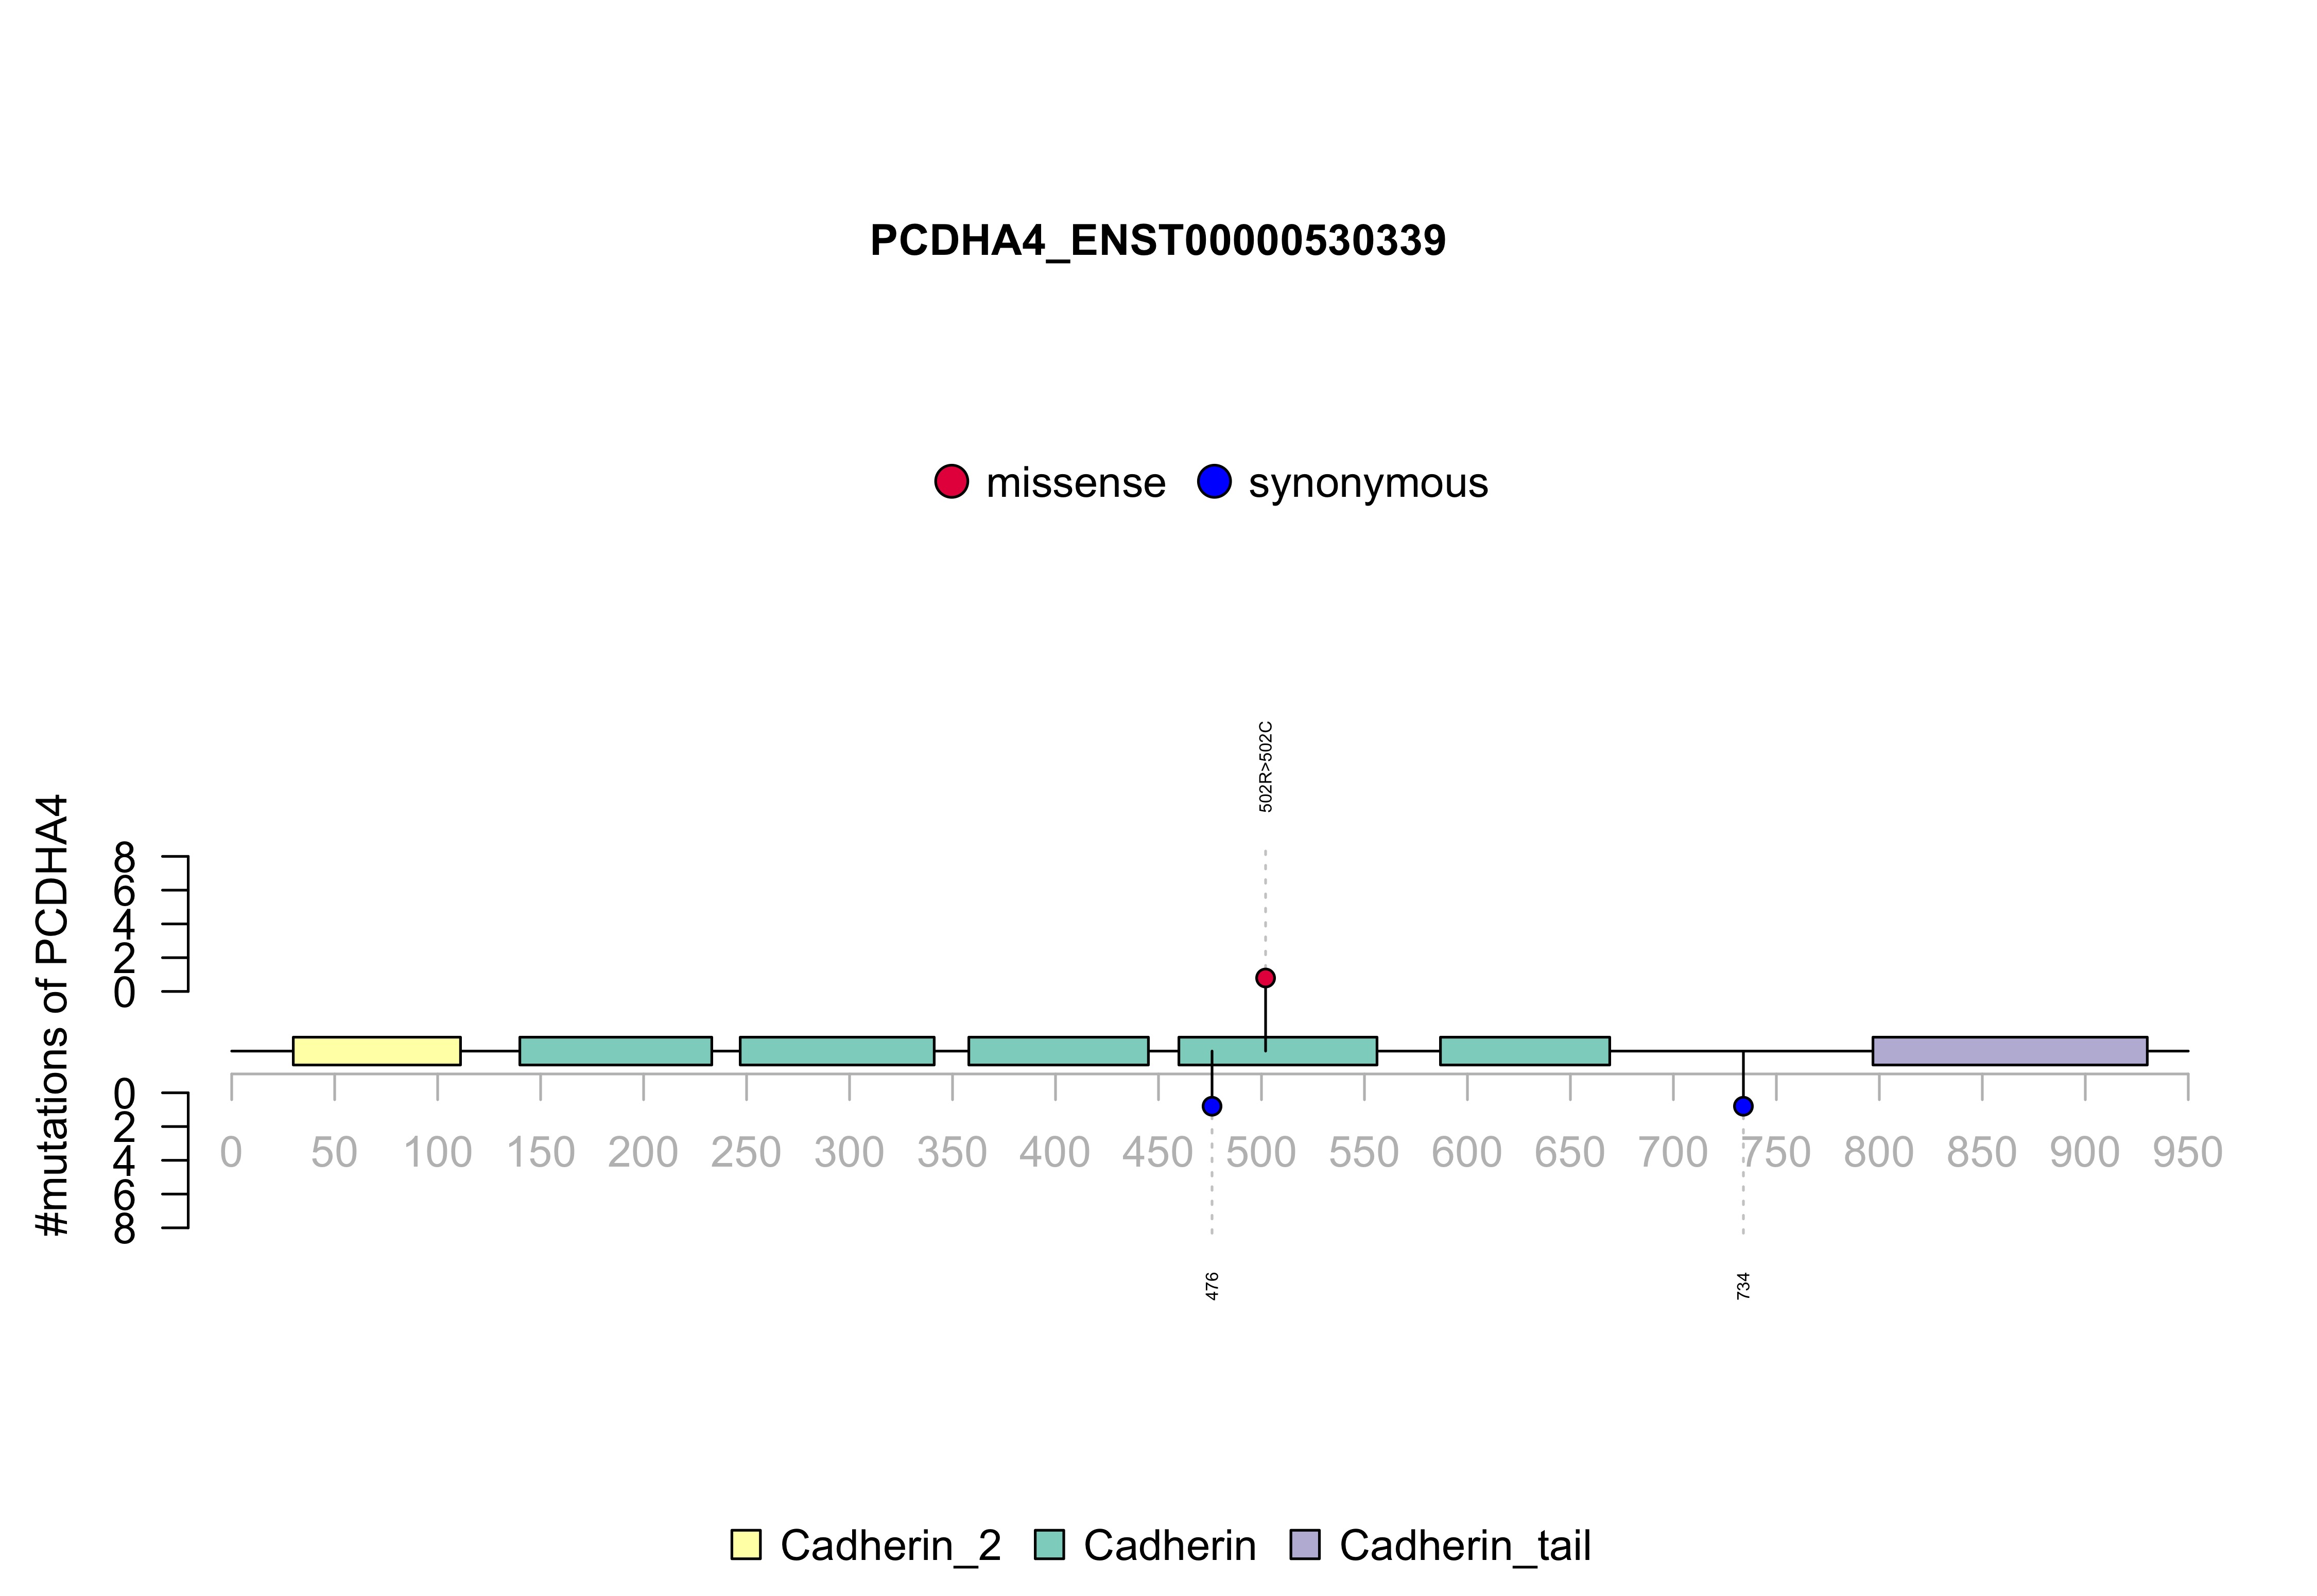 PCDHA4_ENST00000530339
missense synonymous
502R>502C
#mutations of PCDHA4
8
6
4
2
0
0
2
4
6
8
0 50 100 150 200 250 300 350 400 450 500 550 600 650 700 750 800 850 900 950
476 734
Cadherin_2 Cadherin Cadherin_tail